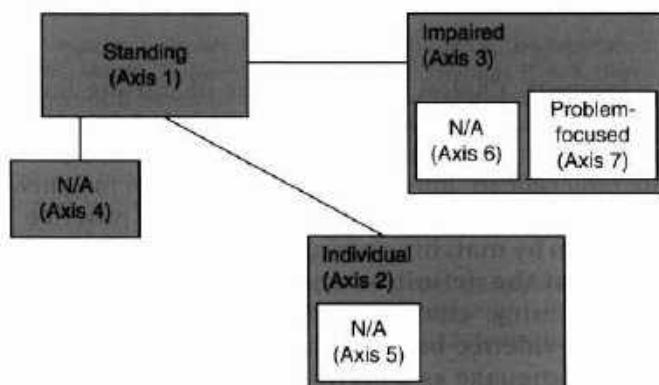 Standing
(Axis 1)
Impaired
(Axis 3)
N/A
(Axis 6)
Problem-
focused
(Axis 7)
N/A
(Axis 4)
Individual
(Axis 2)
N/A
(Axis 5)